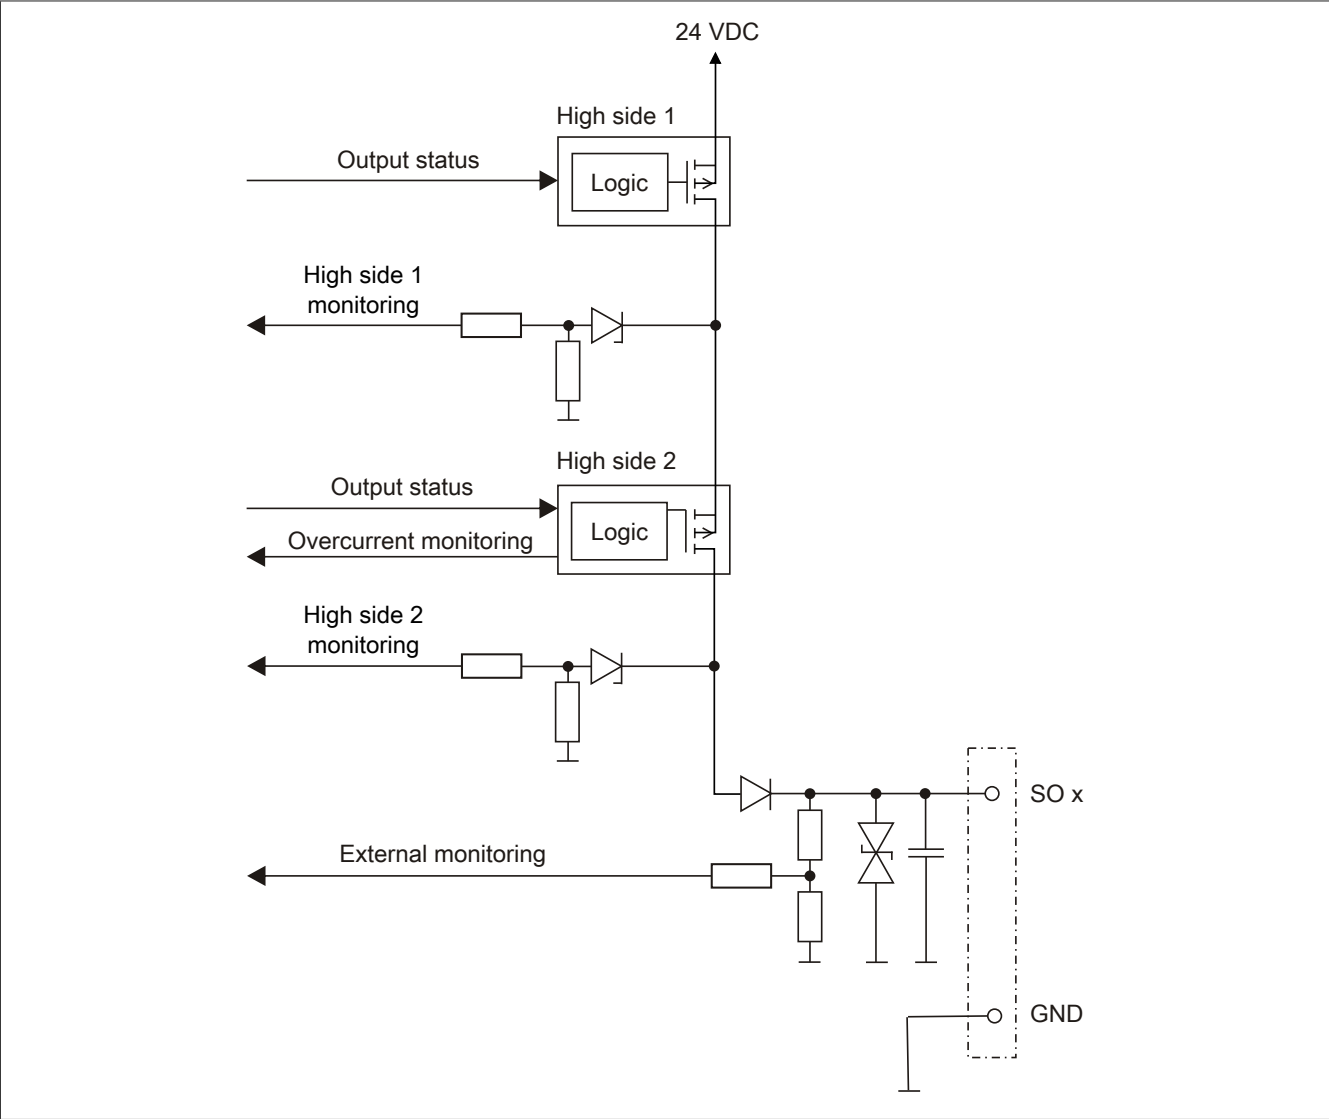 24 VDC
High side 1
Output status
Logic
High side 1
monitoring
High side 2
Output status
Logic
Overcurrent monitoring
High side 2
monitoring
SO x
External monitoring
GND